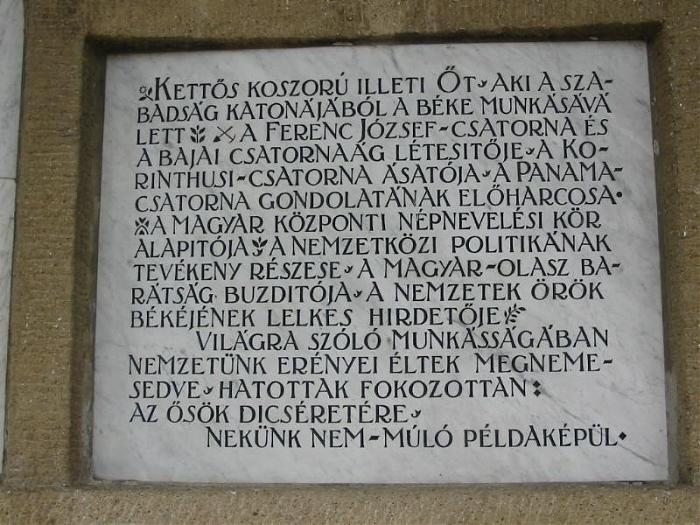 KETTŐS KOSZORÚ ILLETI ŐT AKI A SZA-
BADSÁG KATONÁJÁBÓL A BÉKE MUNKÁSÁVÁ
LETT A FERENC JÓZSEF-CSATORNA ÉS
A BAJAI CSATORNAÁG LÉTESITŐJE A KO-
RINTHUSI-CSATORNA ÁSATÓJA A PANAMA-
CSATORNA GONDOLATÁNAK ELŐHARCOSA
A MAGYAR KÖZPONTI NÉPNEVELÉSI KÖR
ALAPITÓJA A NEMZETKÖZI POLITIKÁNAK
TEVÉKENY RÉSZESE A MAGYAR-OLASZ BA-
RÁTSÁG BUZDITÓJA A NEMZETEK ÖRÖK
BÉKÉJÉNEK LELKES HIRDETŐJE
VILÁGRA SZÓLÓ MUNKÁSSÁGÁBAN
NEMZETÜNK ERÉNYEI ÉLTEK MEGNEME-
SEDVE HATOTTAK FOKOZOTTAN:
AZ ŐSÖK DICSÉRETÉRE
NEKÜNK NEM-MÚLÓ PÉLDAKÉPÜL